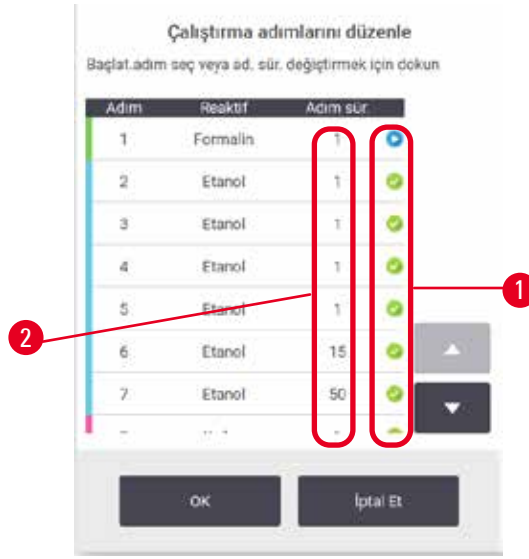 Çalıştırma adımlarını düzenle
Başlat.adım seç veya ad. sür. değiştirmek için dokun
Adım Reaktif Adım sür.
1 Formalin 1
2 Etanol 1
3 Etanol 1
4 Etanol 1
5 Etanol 1
6 Etanol 15
7 Etanol 50
1
2
OK İptal Et